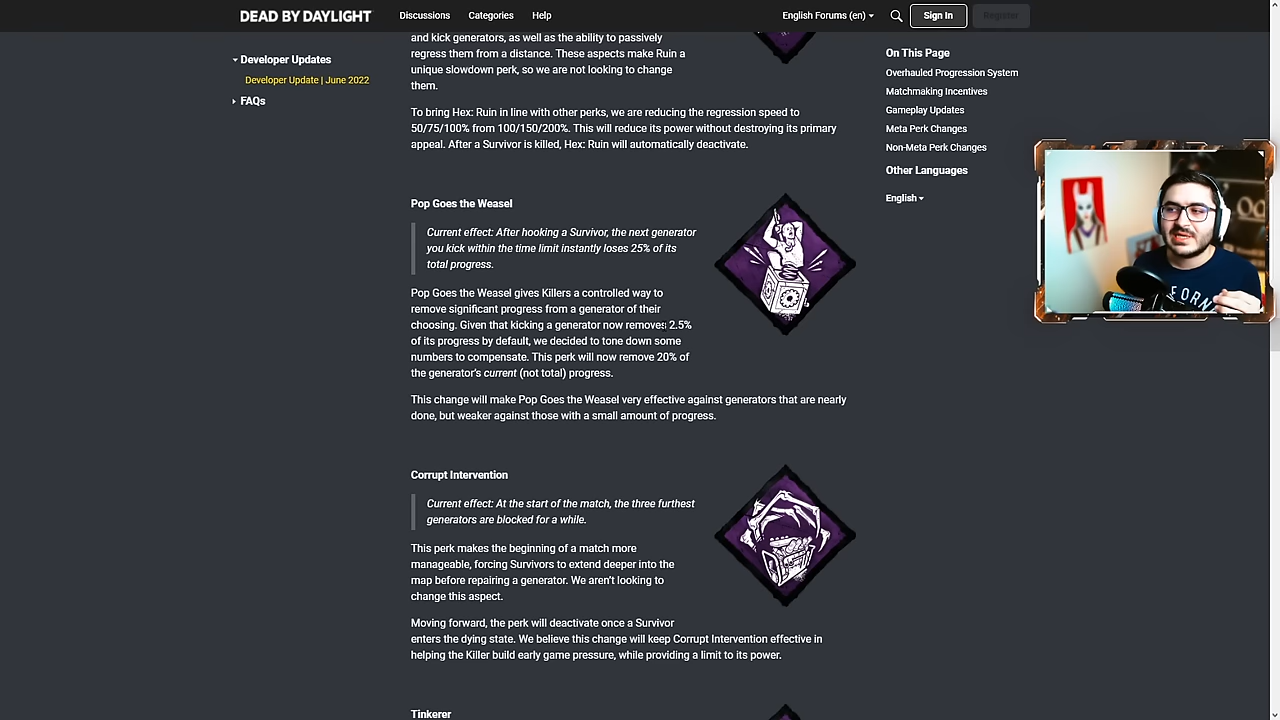 DEAD BY DAYLIGHT
Discussions
Categories
Help
English Forums (en)
Sign In
Register
Developer Updates
Developer Update | June 2022
FAQs
and kick generators, as well as the ability to passively
regress them from a distance. These aspects make Ruin a
unique slowdown perk, so we are not looking to change
them.
To bring Hex: Ruin in line with other perks, we are reducing the regression speed to
50/75/100% from 100/150/200%. This will reduce its power without destroying its primary
appeal. After a Survivor is killed, Hex: Ruin will automatically deactivate.
Pop Goes the Weasel
Current effect: After hooking a Survivor, the next generator
you kick within the time limit instantly loses 25% of its
total progress.
Pop Goes the Weasel gives Killers a controlled way to
remove significant progress from a generator of their
choosing. Given that kicking a generator now removes 2.5%
of its progress by default, we decided to tone down some
numbers to compensate. This perk will now remove 20% of
the generator's current (not total) progress.
This change will make Pop Goes the Weasel very effective against generators that are nearly
done, but weaker against those with a small amount of progress.
Corrupt Intervention
Current effect: At the start of the match, the three furthest
generators are blocked for a while.
This perk makes the beginning of a match more
manageable, forcing Survivors to extend deeper into the
map before repairing a generator. We aren't looking to
change this aspect.
Moving forward, the perk will deactivate once a Survivor
enters the dying state. We believe this change will keep Corrupt Intervention effective in
helping the Killer build early game pressure, while providing a limit to its power.
Tinkerer
On This Page
Overhauled Progression System
Matchmaking Incentives
Gameplay Updates
Meta Perk Changes
Non-Meta Perk Changes
Other Languages
English